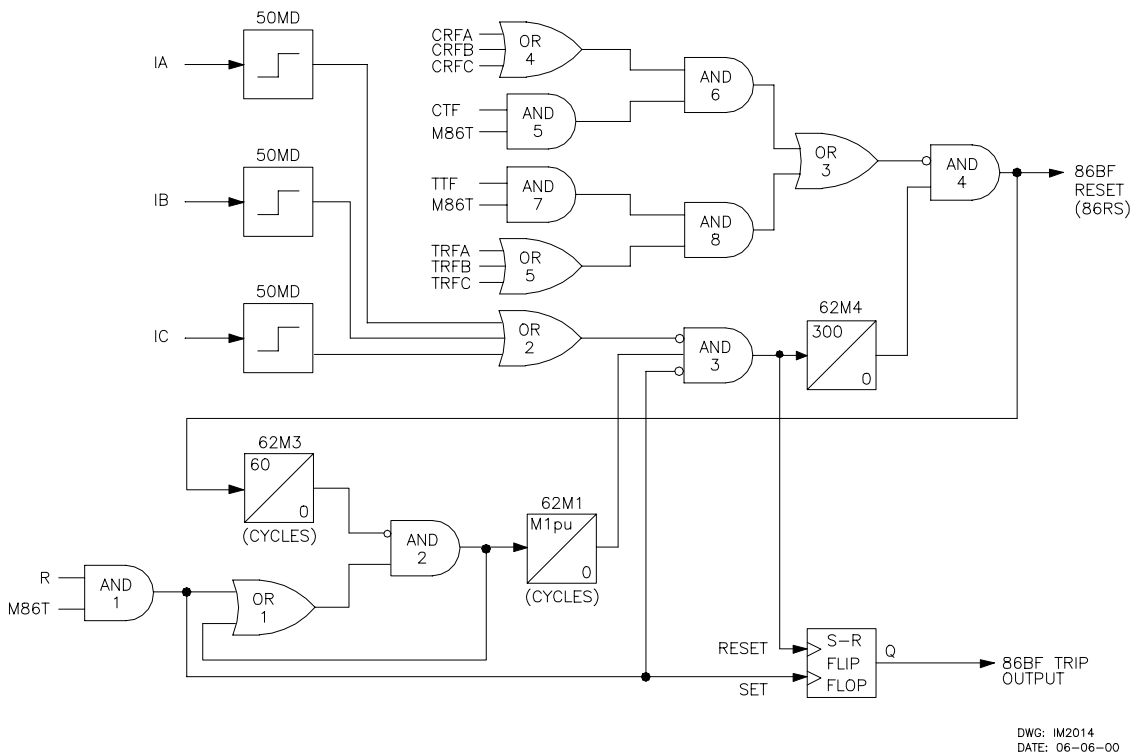 50MD
IA
50MD
IB
50MD
IC
CRFA
CRFB
CRFC
OR
4
CTF
M86T
AND
5
AND
6
TTF
M86T
AND
7
TRFA
TRFB
TRFC
OR
5
AND
8
OR
3
AND
4
86BF
RESET
(86RS)
OR
2
AND
3
62M4
300
0
62M3
60
0
(CYCLES)
AND
2
62M1
M1pu
0
(CYCLES)
R
M86T
AND
1
OR
1
RESET
SET
S-R
FLIP
FLOP
Q
86BF TRIP
OUTPUT
DWG: IM2014
DATE: 06-06-00